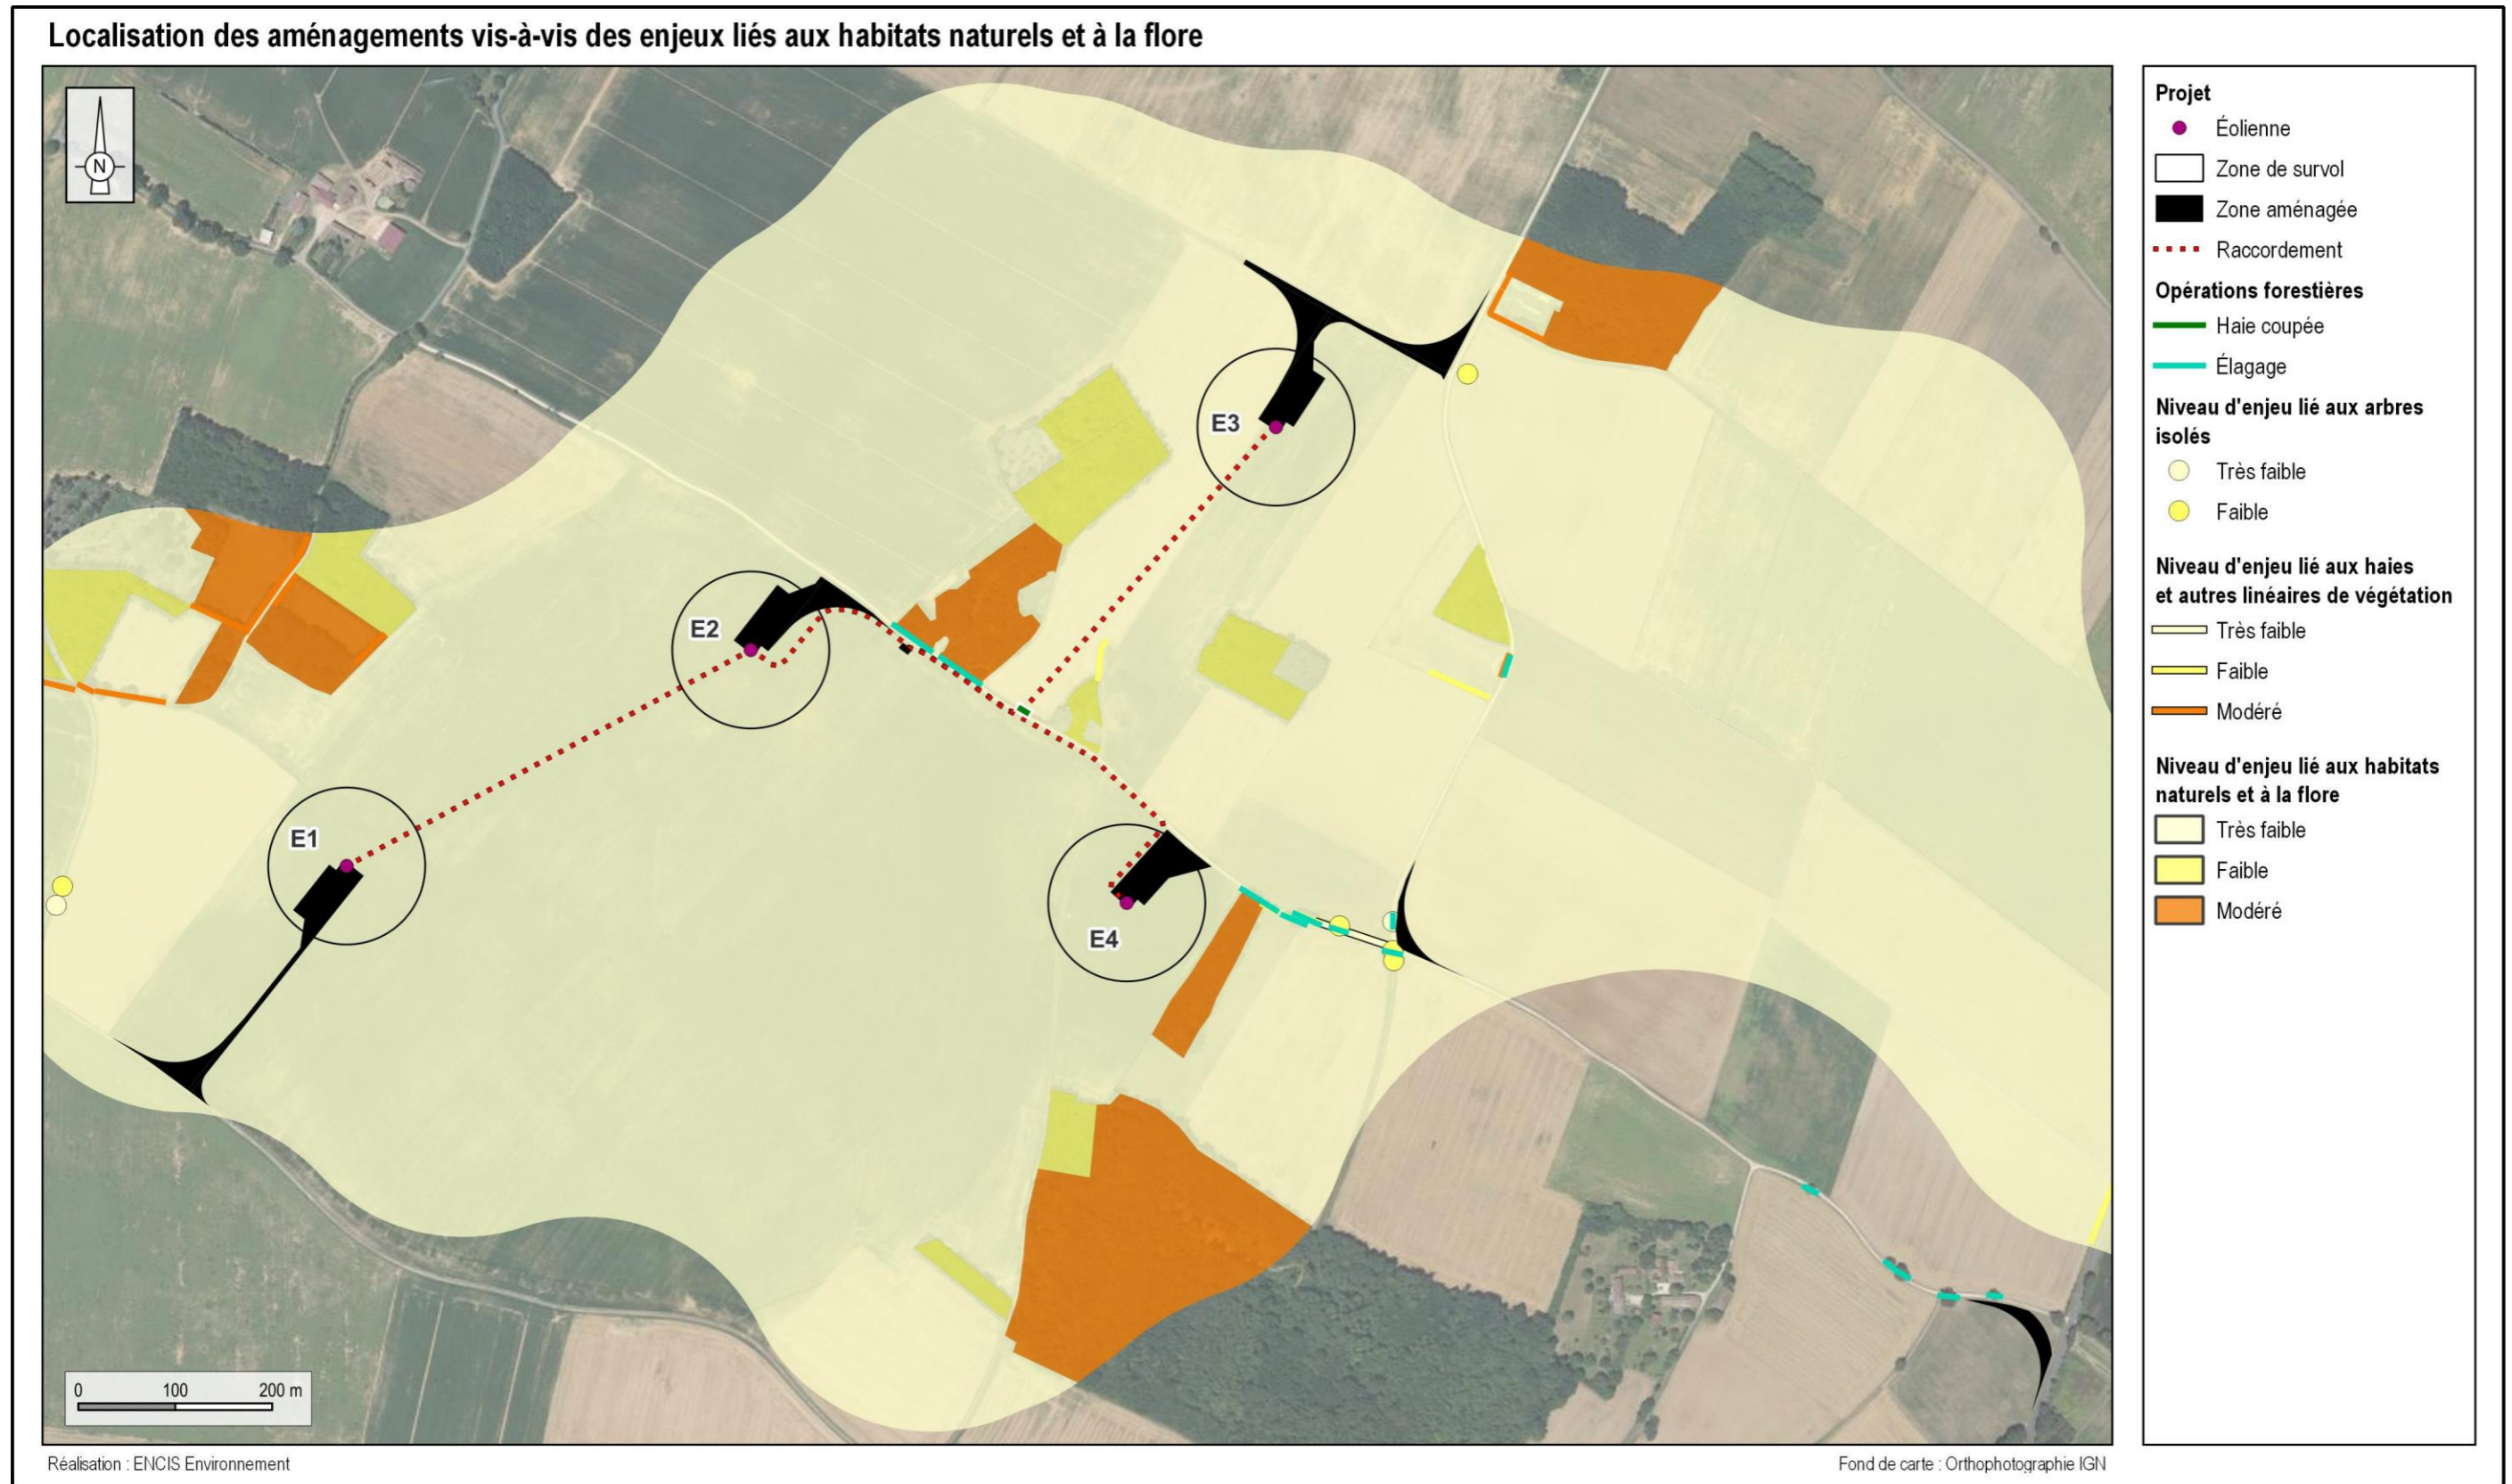 Localisation des aménagements vis-à-vis des enjeux liés aux habitats naturels et à la flore
N
E3
E2
E1
E4
0 100 200 m
Projet
Éolienne
Zone de survol
Zone aménagée
Raccordement
Opérations forestières
Haie coupée
Élagage
Niveau d'enjeu lié aux arbres
isolés
Très faible
Faible
Niveau d'enjeu lié aux haies
et autres linéaires de végétation
Très faible
Faible
Modéré
Niveau d'enjeu lié aux habitats
naturels et à la flore
Très faible
Faible
Modéré
Réalisation : ENCIS Environnement
Fond de carte : Orthophotographie IGN